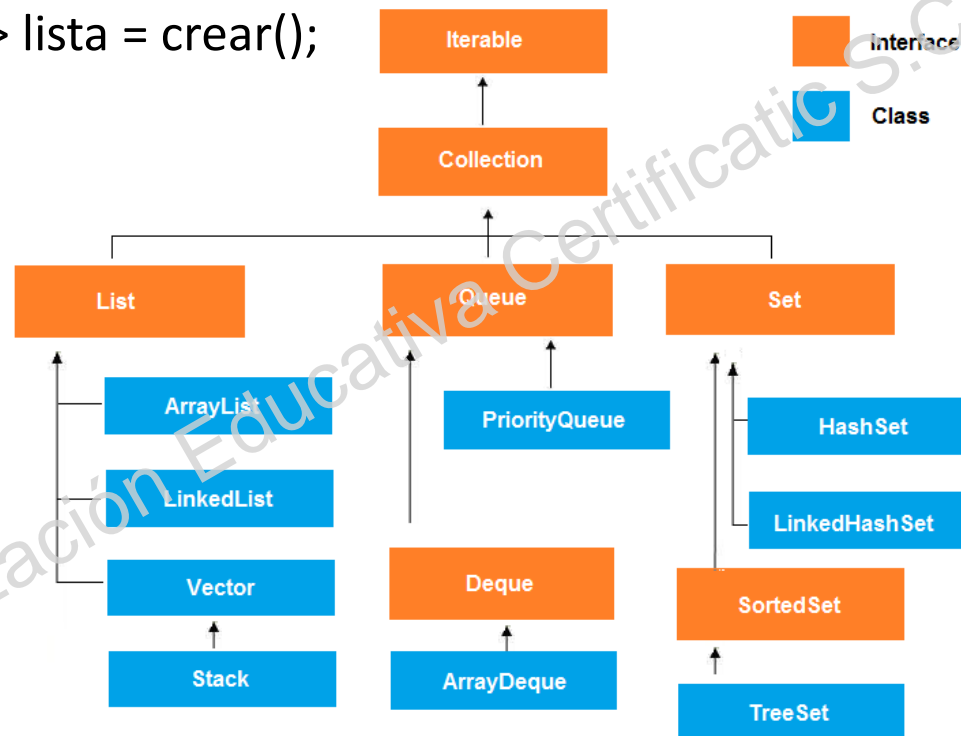 > lista = crear();
Iterable
Interface
Class
Collection
List
Queue
Set
ArrayList
PriorityQueue
HashSet
LinkedList
LinkedHashSet
Vector
Deque
SortedSet
Stack
ArrayDeque
TreeSet
Educativa Certificatic S.C